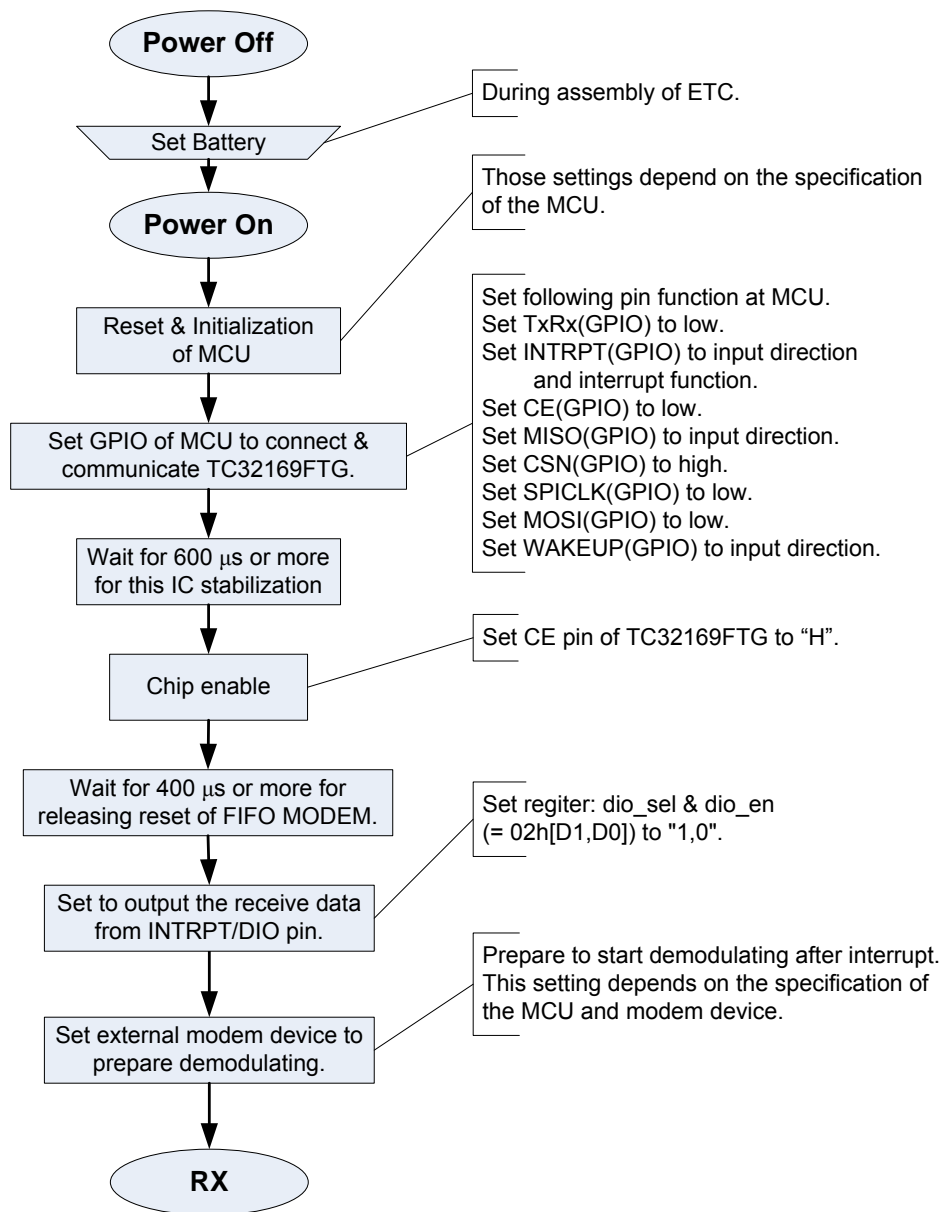 Power Off
During assembly of ETC.
Set Battery
Those settings depend on the specification
of the MCU.
Power On
Reset & Initialization
of MCU
Set following pin function at MCU.
Set TxRx(GPIO) to low.
Set INTRPT(GPIO) to input direction
and interrupt function.
Set CE(GPIO) to low.
Set MISO(GPIO) to input direction.
Set CSN(GPIO) to high.
Set SPICLK(GPIO) to low.
Set MOSI(GPIO) to low.
Set WAKEUP(GPIO) to input direction.
Set GPIO of MCU to connect &
communicate TC32169FTG.
Wait for 600 μs or more
for this IC stabilization
Set CE pin of TC32169FTG to “H”.
Chip enable
Wait for 400 μs or more for
releasing reset of FIFO MODEM.
Set regiter: dio_sel & dio_en
(= 02h[D1,D0]) to "1,0".
Set to output the receive data
from INTRPT/DIO pin.
Prepare to start demodulating after interrupt.
This setting depends on the specification of
the MCU and modem device.
Set external modem device to
prepare demodulating.
RX